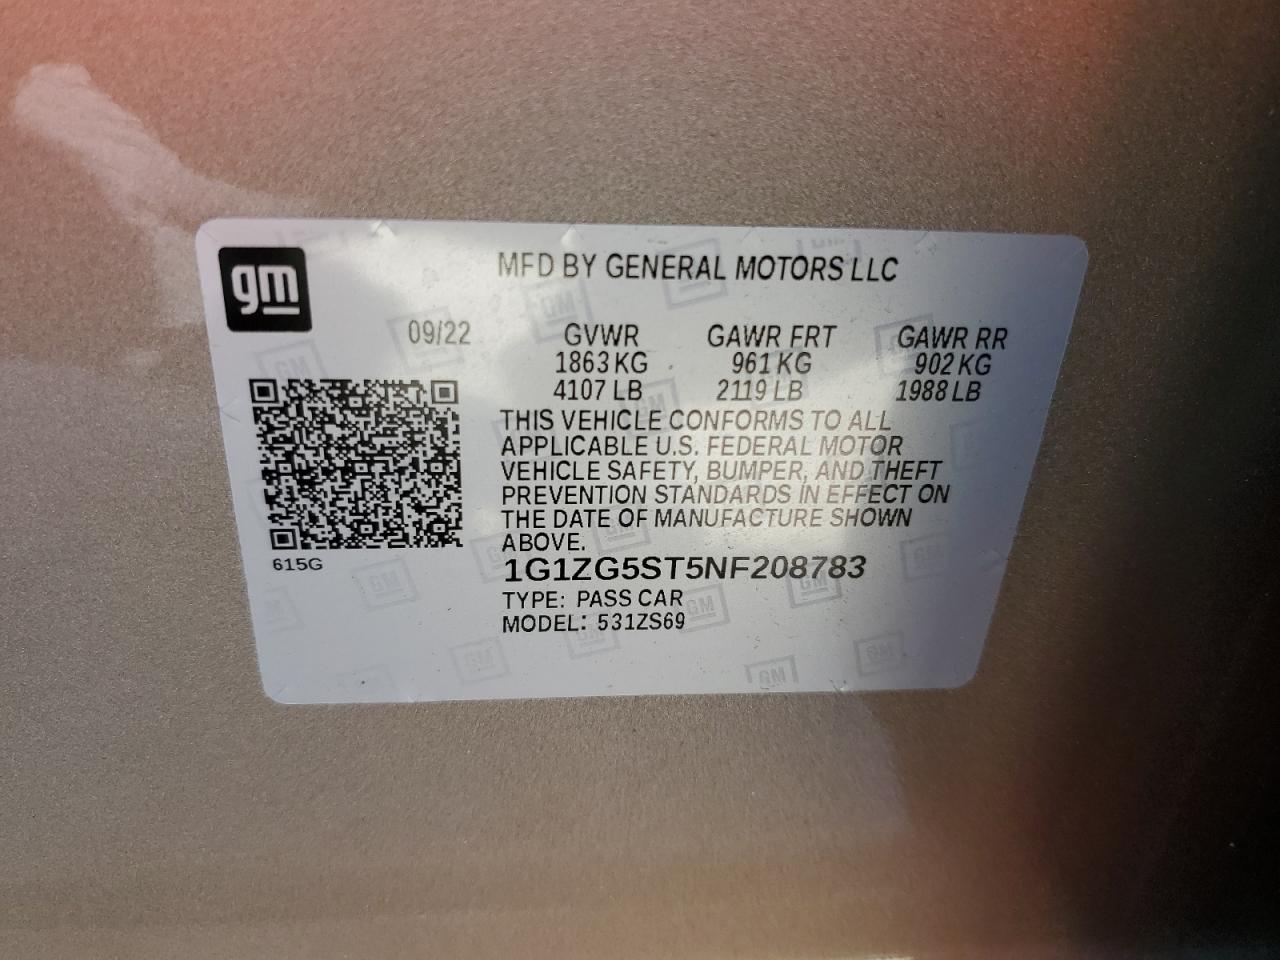 gm
MFD BY GENERAL MOTORS LLC
09/22 GVWR GAWR FRT GAWR RR
1863 KG 961 KG 902 KG
4107 LB 2119 LB 1988 LB
THIS VEHICLE CONFORMS TO ALL
APPLICABLE U.S. FEDERAL MOTOR
VEHICLE SAFETY, BUMPER, AND THEFT
PREVENTION STANDARDS IN EFFECT ON
THE DATE OF MANUFACTURE SHOWN
ABOVE.
615G
1G1ZG5ST5NF208783
TYPE: PASS CAR
MODEL: 531ZS69